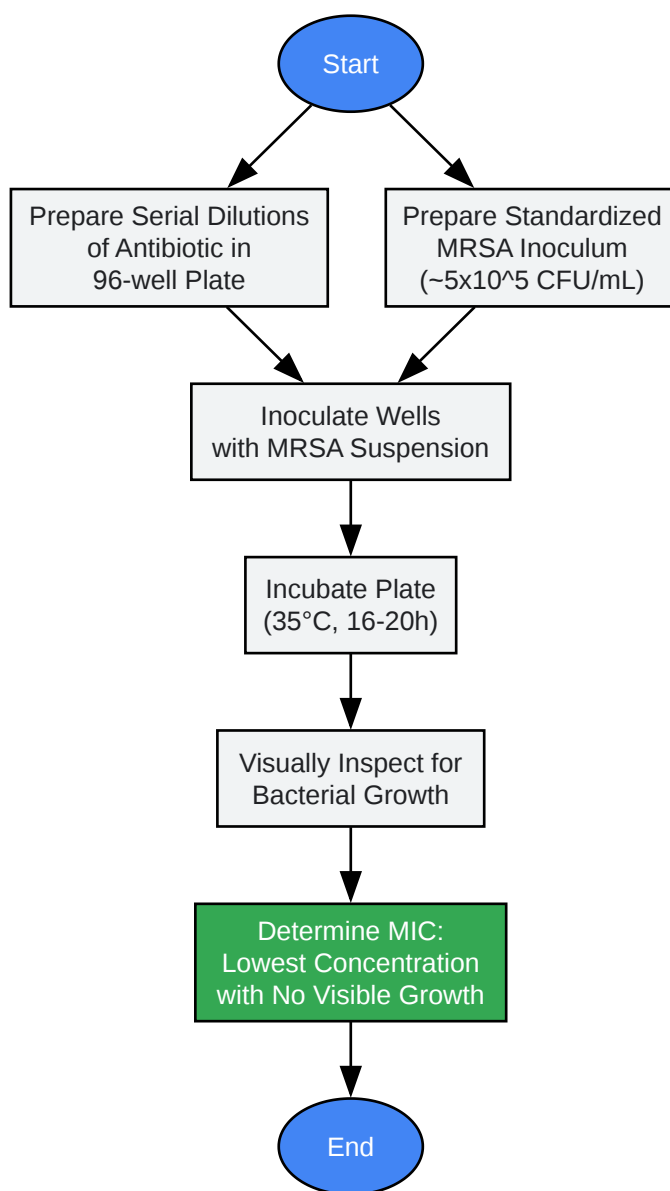 Start
Prepare Serial Dilutions
of Antibiotic in
96-well Plate
Prepare Standardized
MRSA Inoculum
(~5x10^5 CFU/mL)
Inoculate Wells
with MRSA Suspension
Incubate Plate
(35°C, 16-20h)
Visually Inspect for
Bacterial Growth
Determine MIC:
Lowest Concentration
with No Visible Growth
End